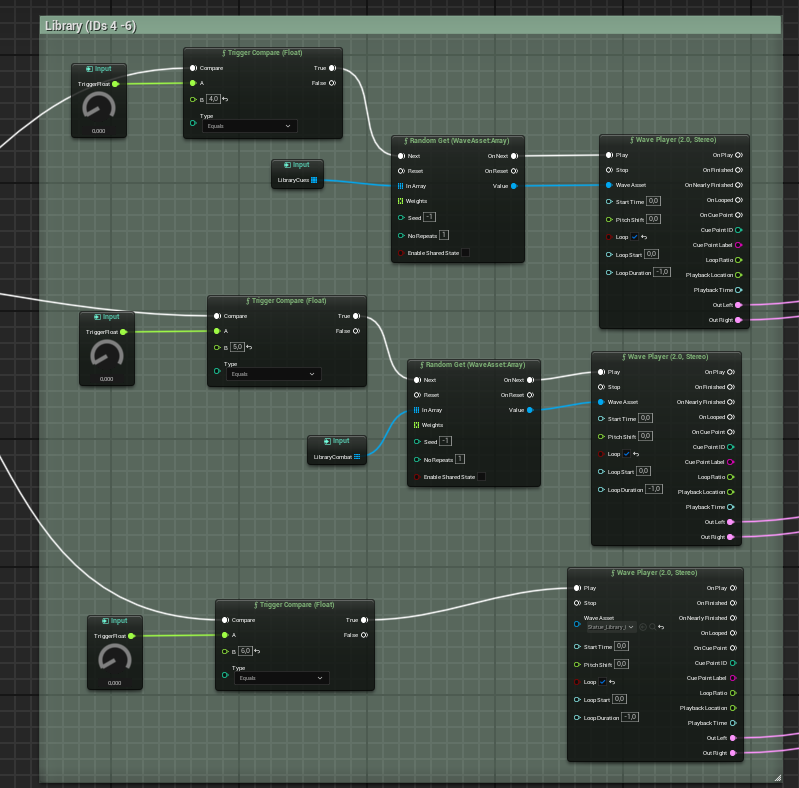 Library (IDs 4 -6)
Input
TriggerFloat
0,000
Trigger Compare (Float)
Compare
True
A
False
B 4,0
Type
Equals
Input
LibraryCues
Random Get (WaveAsset:Array)
Next
On Next
Reset
On Reset
In Array
Value
Weights
Seed -1
No Repeats 1
Enable Shared State
Wave Player (2.0, Stereo)
Play
On Play
Stop
On Finished
Wave Asset
On Nearly Finished
Start Time 0,0
On Looped
Pitch Shift 0,0
On Cue Point
Loop
Cue Point ID
Loop Start 0,0
Cue Point Label
Loop Duration -1,0
Loop Ratio
Playback Location
Playback Time
Out Left
Out Right
Input
TriggerFloat
0,000
Trigger Compare (Float)
Compare
True
A
False
B 5,0
Type
Equals
Input
LibraryCombat
Random Get (WaveAsset:Array)
Next
On Next
Reset
On Reset
In Array
Value
Weights
Seed -1
No Repeats 1
Enable Shared State
Wave Player (2.0, Stereo)
Play
On Play
Stop
On Finished
Wave Asset
On Nearly Finished
Start Time 0,0
On Looped
Pitch Shift 0,0
On Cue Point
Loop
Cue Point ID
Loop Start 0,0
Cue Point Label
Loop Duration -1,0
Loop Ratio
Playback Location
Playback Time
Out Left
Out Right
Input
TriggerFloat
0,000
Trigger Compare (Float)
Compare
True
A
False
B 6,0
Type
Equals
Wave Player (2.0, Stereo)
Play
On Play
Stop
On Finished
Wave Asset
On Nearly Finished
Statue_Library_
On Looped
Start Time 0,0
On Cue Point
Pitch Shift 0,0
Cue Point ID
Loop
Cue Point Label
Loop Start 0,0
Loop Ratio
Loop Duration -1,0
Playback Location
Playback Time
Out Left
Out Right